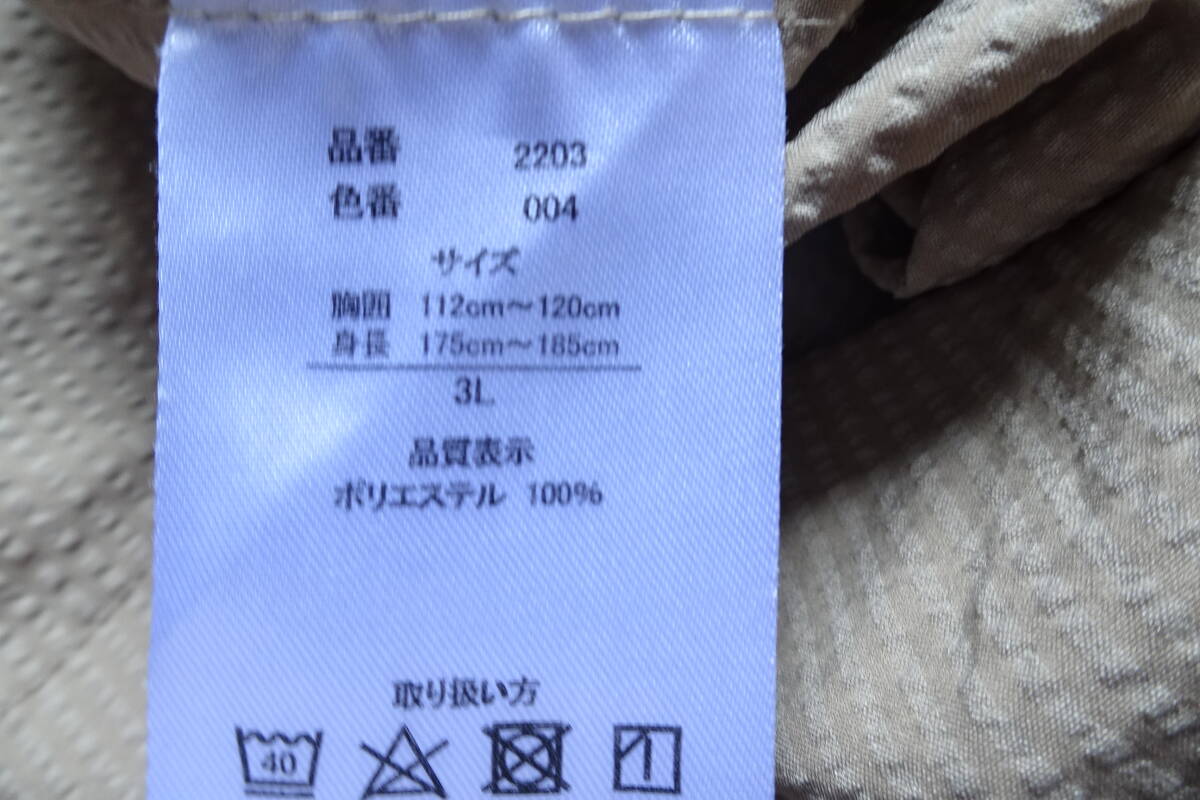 品番 2203
色番 004
サイズ
胸囲 112cm～120cm
身長 175cm～185cm
3L
品質表示
ポリエステル 100%
取り扱い方
40